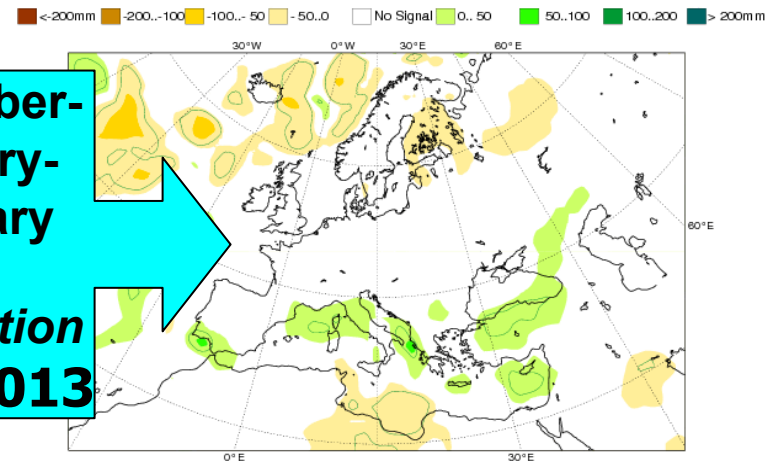 <-200mm -200..-100 -100..- 50 - 50..0 No Signal 0.. 50 50..100 100..200 > 200mm
30°W 0°W 30°E 60°E
ber-
ry-
ary
tion
013
60°E
0°E 30°E